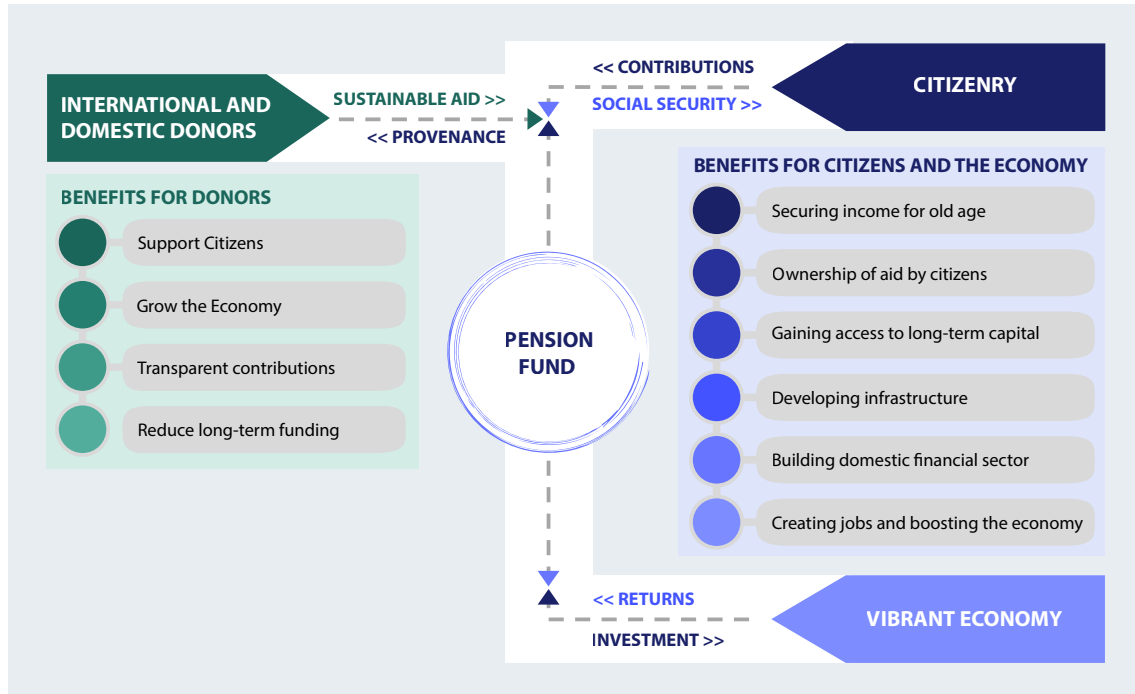 INTERNATIONAL AND
DOMESTIC DONORS
SUSTAINABLE AID >>
<< PROVENANCE
<< CONTRIBUTIONS
SOCIAL SECURITY >>
CITIZENRY
BENEFITS FOR DONORS
Support Citizens
Grow the Economy
Transparent contributions
Reduce long-term funding
PENSION
FUND
BENEFITS FOR CITIZENS AND THE ECONOMY
Securing income for old age
Ownership of aid by citizens
Gaining access to long-term capital
Developing infrastructure
Building domestic financial sector
Creating jobs and boosting the economy
<< RETURNS
INVESTMENT >>
VIBRANT ECONOMY